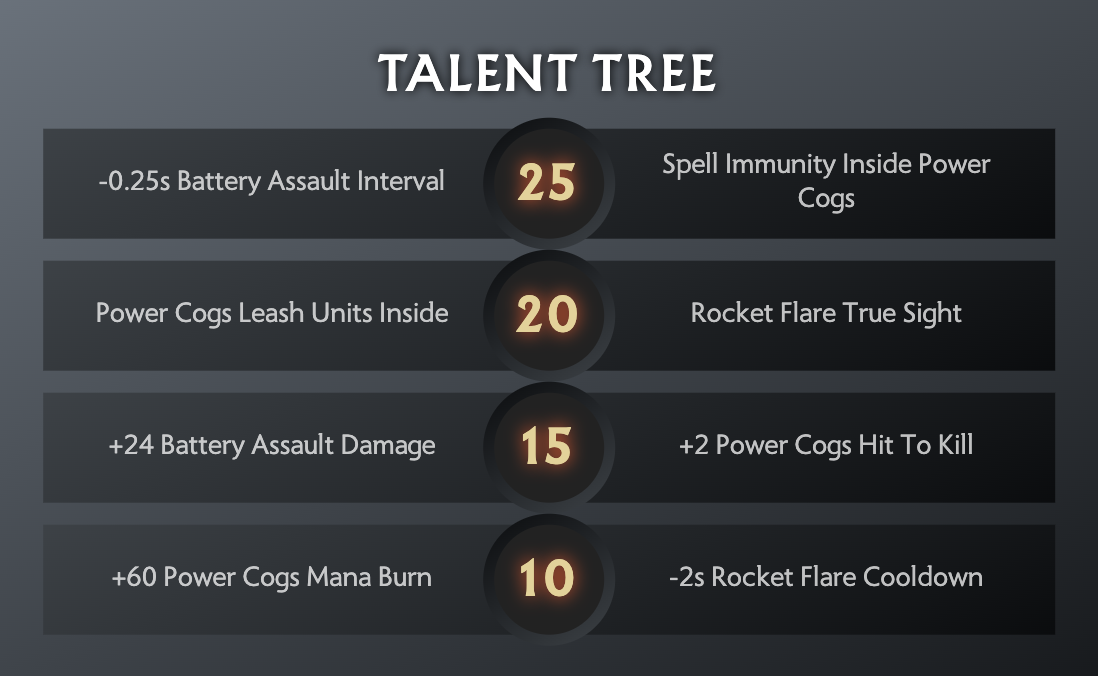 TALENT TREE
-0.25s Battery Assault Interval
25
Spell Immunity Inside Power
Cogs
Power Cogs Leash Units Inside
20
Rocket Flare True Sight
+24 Battery Assault Damage
15
+2 Power Cogs Hit To Kill
+60 Power Cogs Mana Burn
10
-2s Rocket Flare Cooldown